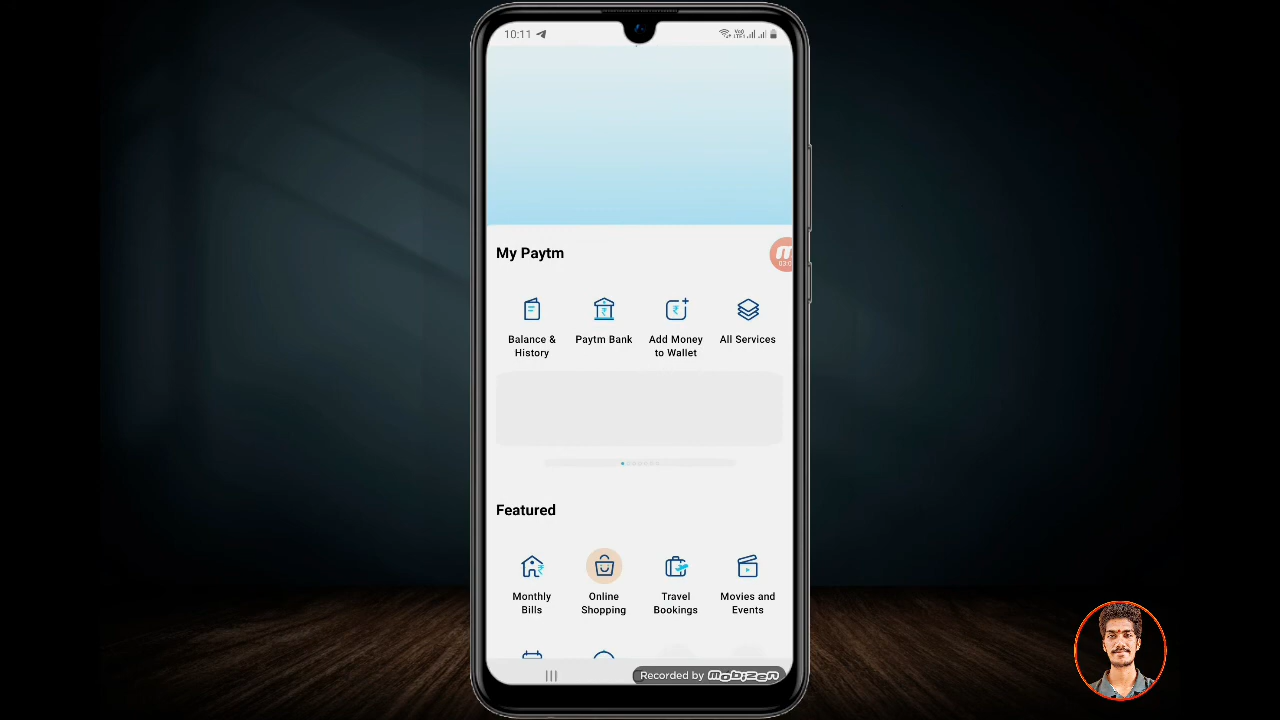 10:11
My Paytm
Balance & History
Paytm Bank
Add Money to Wallet
All Services
Featured
Monthly Bills
Online Shopping
Travel Bookings
Movies and Events
Recorded by mobizen